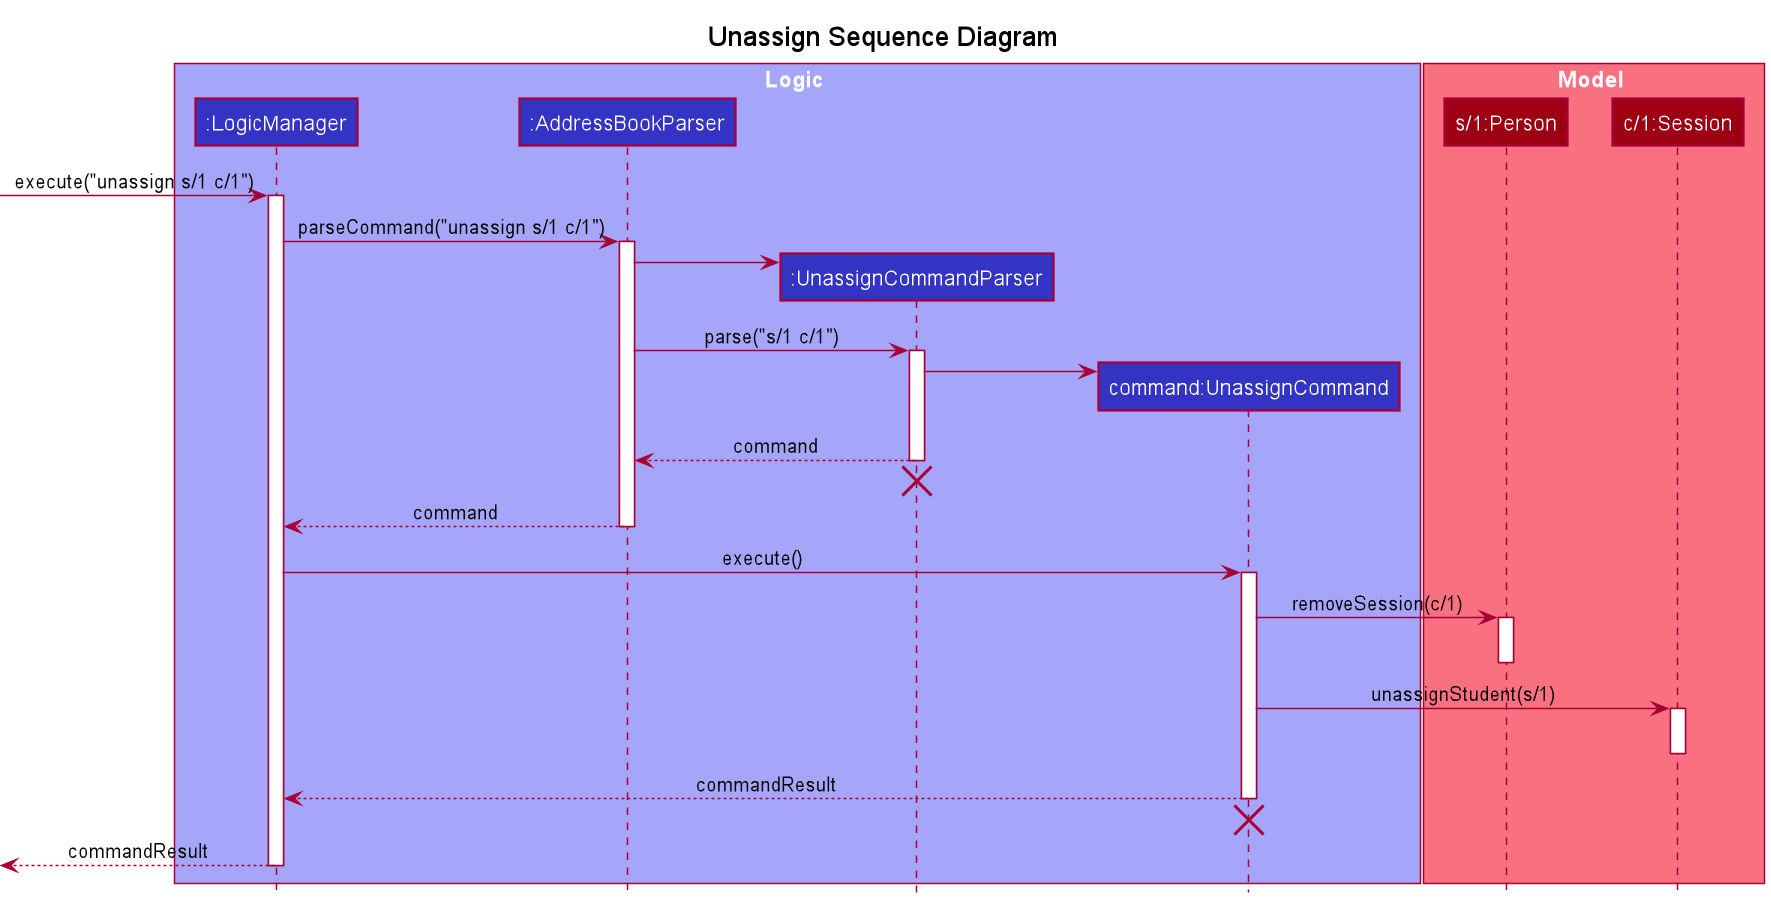 Unassign Sequence Diagram
Logic
Model
:LogicManager
:AddressBookParser
s/1:Person
c/1:Session
execute("unassign s/1 c/1")
parseCommand("unassign s/1 c/1")
:UnassignCommandParser
parse("s/1 c/1")
command:UnassignCommand
command
command
execute()
removeSession(c/1)
unassignStudent(s/1)
commandResult
commandResult